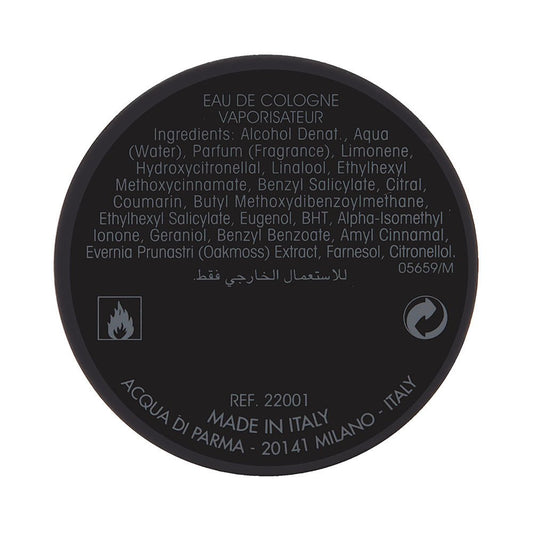 EAU DE COLOGNE
VAPORISATEUR
Ingredients: Alcohol Denat., Aqua
(Water), Parfum (Fragrance), Limonene,
Hydroxycitronellal, Linalool, Ethylhexyl
Methoxycinnamate, Benzyl Salicylate, Citral,
Coumarin, Butyl Methoxydibenzoylmethane,
Ethylhexyl Salicylate, Eugenol, BHT, Alpha-Isomethyl
Ionone, Geraniol, Benzyl Benzoate, Amyl Cinnamal,
Evernia Prunastri (Oakmoss) Extract, Farnesol, Citronellol.
05659/M
للاستعمال الخارجي فقط.
REF. 22001
MADE IN ITALY
ACQUA DI PARMA - 20141 MILANO - ITALY